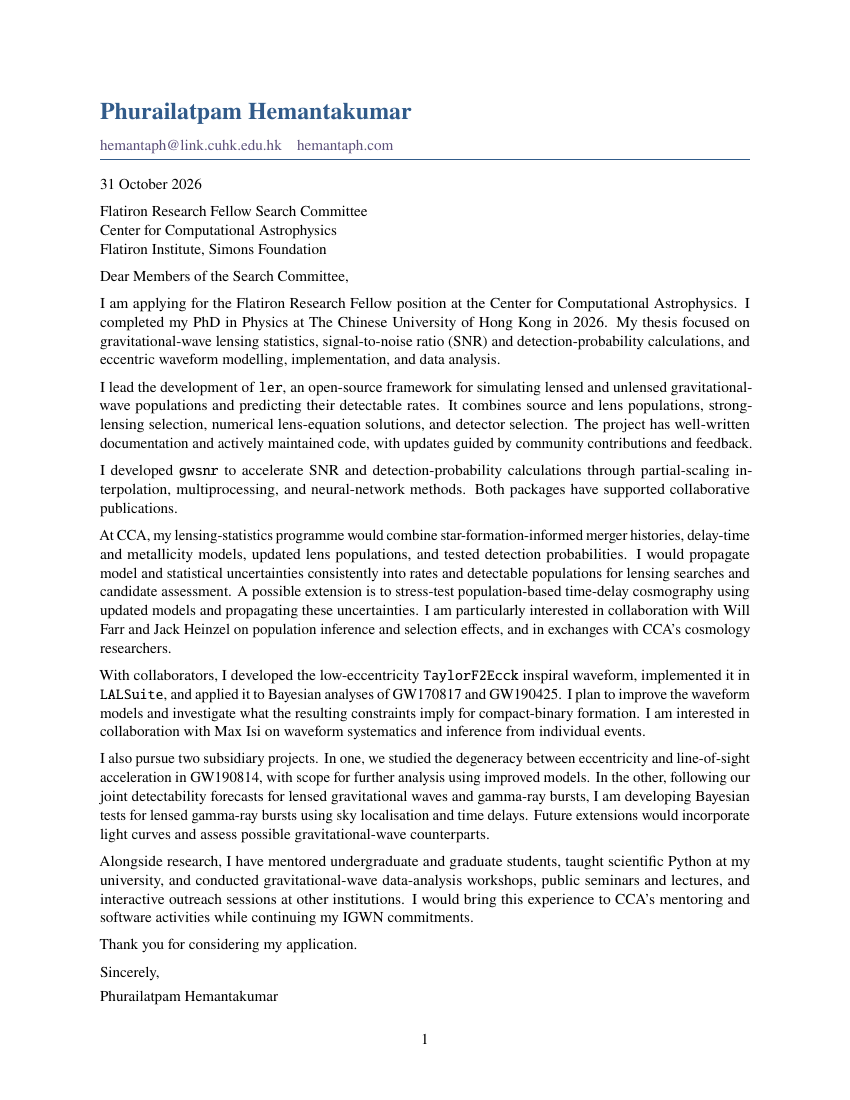 Phurailatpam Hemantakumar
hemantaph@link.cuhk.edu.hk hemantaph.com
31 October 2026
Flatiron Research Fellow Search Committee
Center for Computational Astrophysics
Flatiron Institute, Simons Foundation
Dear Members of the Search Committee,
I am applying for the Flatiron Research Fellow position at the Center for Computational Astrophysics. I
completed my PhD in Physics at The Chinese University of Hong Kong in 2026. My thesis focused on
gravitational-wave lensing statistics, signal-to-noise ratio (SNR) and detection-probability calculations, and
eccentric waveform modelling, implementation, and data analysis.
I lead the development of ler, an open-source framework for simulating lensed and unlensed gravitational-
wave populations and predicting their detectable rates. It combines source and lens populations, strong-
lensing selection, numerical lens-equation solutions, and detector selection. The project has well-written
documentation and actively maintained code, with updates guided by community contributions and feedback.
I developed gwsnr to accelerate SNR and detection-probability calculations through partial-scaling in-
terpolation, multiprocessing, and neural-network methods. Both packages have supported collaborative
publications.
At CCA, my lensing-statistics programme would combine star-formation-informed merger histories, delay-time
and metallicity models, updated lens populations, and tested detection probabilities. I would propagate
model and statistical uncertainties consistently into rates and detectable populations for lensing searches and
candidate assessment. A possible extension is to stress-test population-based time-delay cosmography using
updated models and propagating these uncertainties. I am particularly interested in collaboration with Will
Farr and Jack Heinzel on population inference and selection effects, and in exchanges with CCA's cosmology
researchers.
With collaborators, I developed the low-eccentricity TaylorF2Ecck inspiral waveform, implemented it in
LALSuite, and applied it to Bayesian analyses of GW170817 and GW190425. I plan to improve the waveform
models and investigate what the resulting constraints imply for compact-binary formation. I am interested in
collaboration with Max Isi on waveform systematics and inference from individual events.
I also pursue two subsidiary projects. In one, we studied the degeneracy between eccentricity and line-of-sight
acceleration in GW190814, with scope for further analysis using improved models. In the other, following our
joint detectability forecasts for lensed gravitational waves and gamma-ray bursts, I am developing Bayesian
tests for lensed gamma-ray bursts using sky localisation and time delays. Future extensions would incorporate
light curves and assess possible gravitational-wave counterparts.
Alongside research, I have mentored undergraduate and graduate students, taught scientific Python at my
university, and conducted gravitational-wave data-analysis workshops, public seminars and lectures, and
interactive outreach sessions at other institutions. I would bring this experience to CCA's mentoring and
software activities while continuing my IGWN commitments.
Thank you for considering my application.
Sincerely,
Phurailatpam Hemantakumar
1